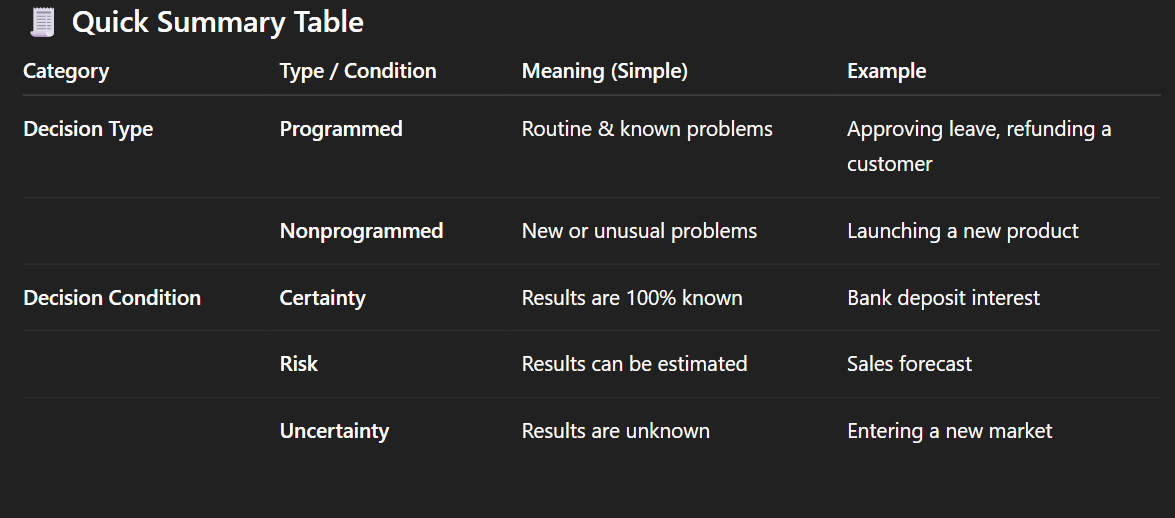 🧾 Quick Summary Table
Category Type / Condition Meaning (Simple) Example
Decision Type Programmed Routine & known problems Approving leave, refunding a
customer
Nonprogrammed New or unusual problems Launching a new product
Decision Condition Certainty Results are 100% known Bank deposit interest
Risk Results can be estimated Sales forecast
Uncertainty Results are unknown Entering a new market